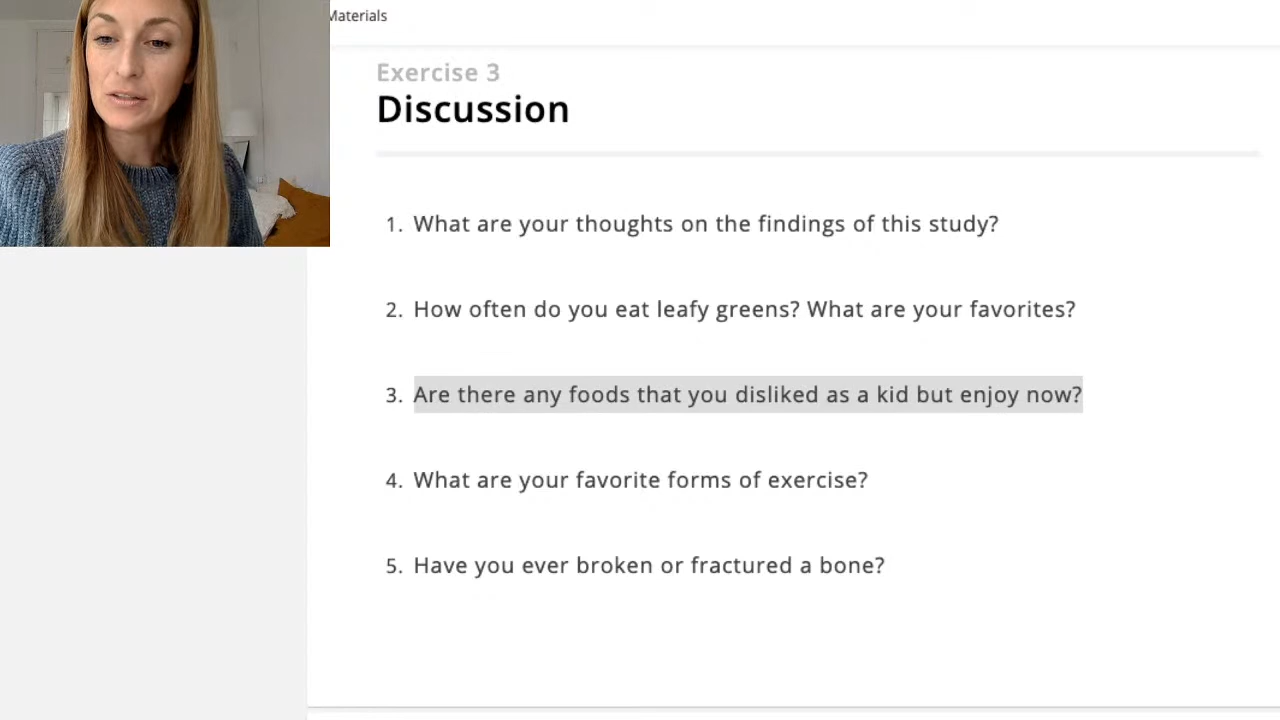 Materials
Exercise 3
Discussion
1. What are your thoughts on the findings of this study?
2. How often do you eat leafy greens? What are your favorites?
3. Are there any foods that you disliked as a kid but enjoy now?
4. What are your favorite forms of exercise?
5. Have you ever broken or fractured a bone?